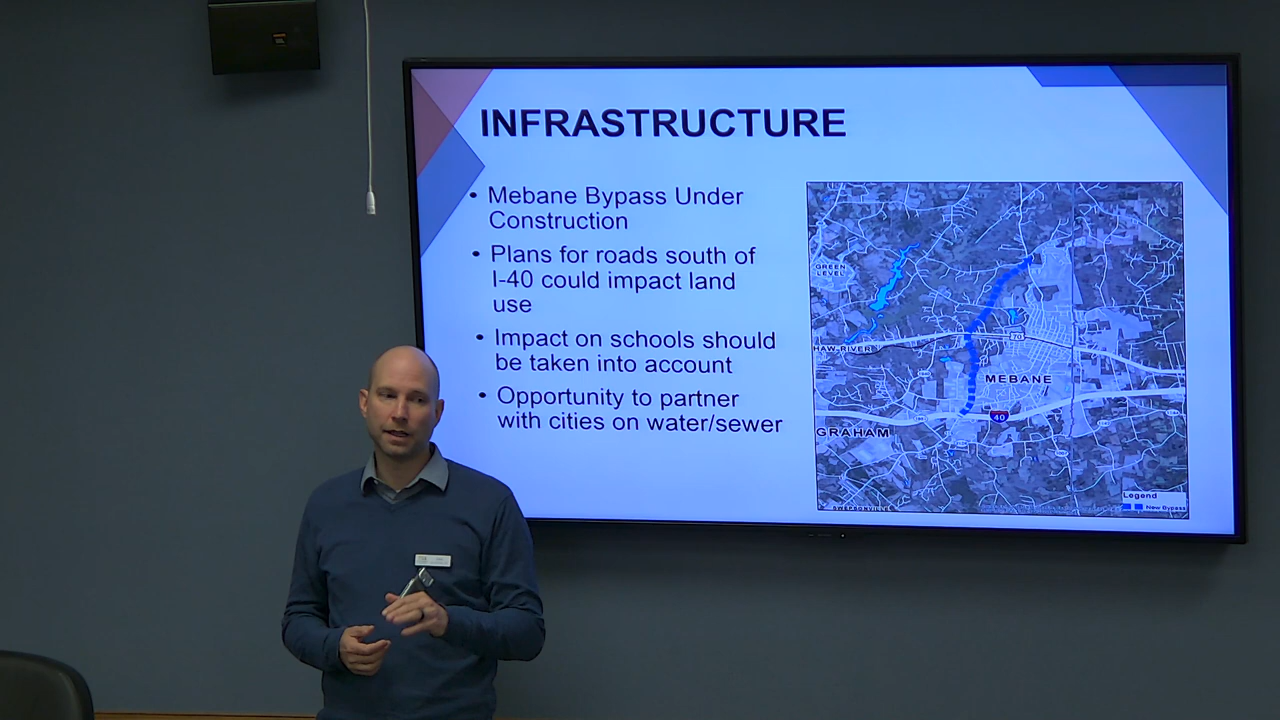 INFRASTRUCTURE
• Mebane Bypass Under
Construction
• Plans for roads south of
I-40 could impact land
use
• Impact on schools should
be taken into account
• Opportunity to partner
with cities on water/sewer
GREEN
LEVEL
HAW RIVER
70
MEBANE
40
GRAHAM
SWEPSONVILLE
Legend
New Bypass